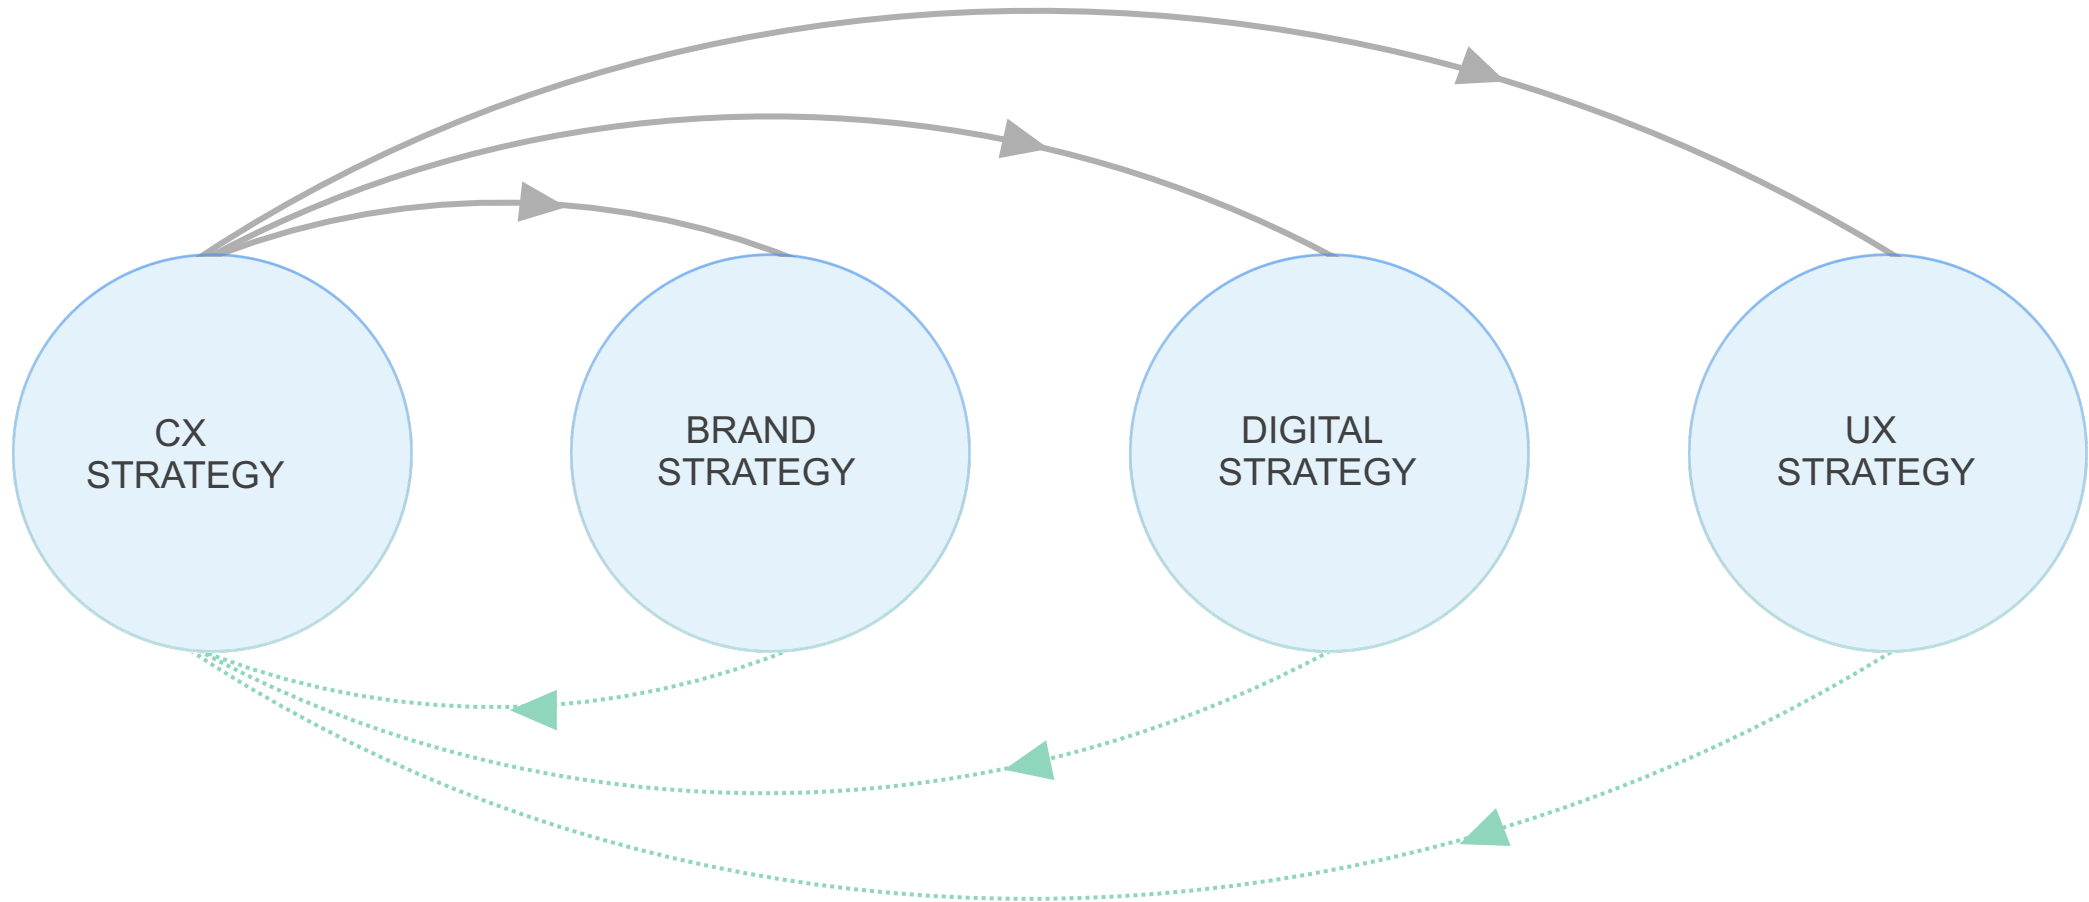 CX
STRATEGY
BRAND
STRATEGY
DIGITAL
STRATEGY
UX
STRATEGY